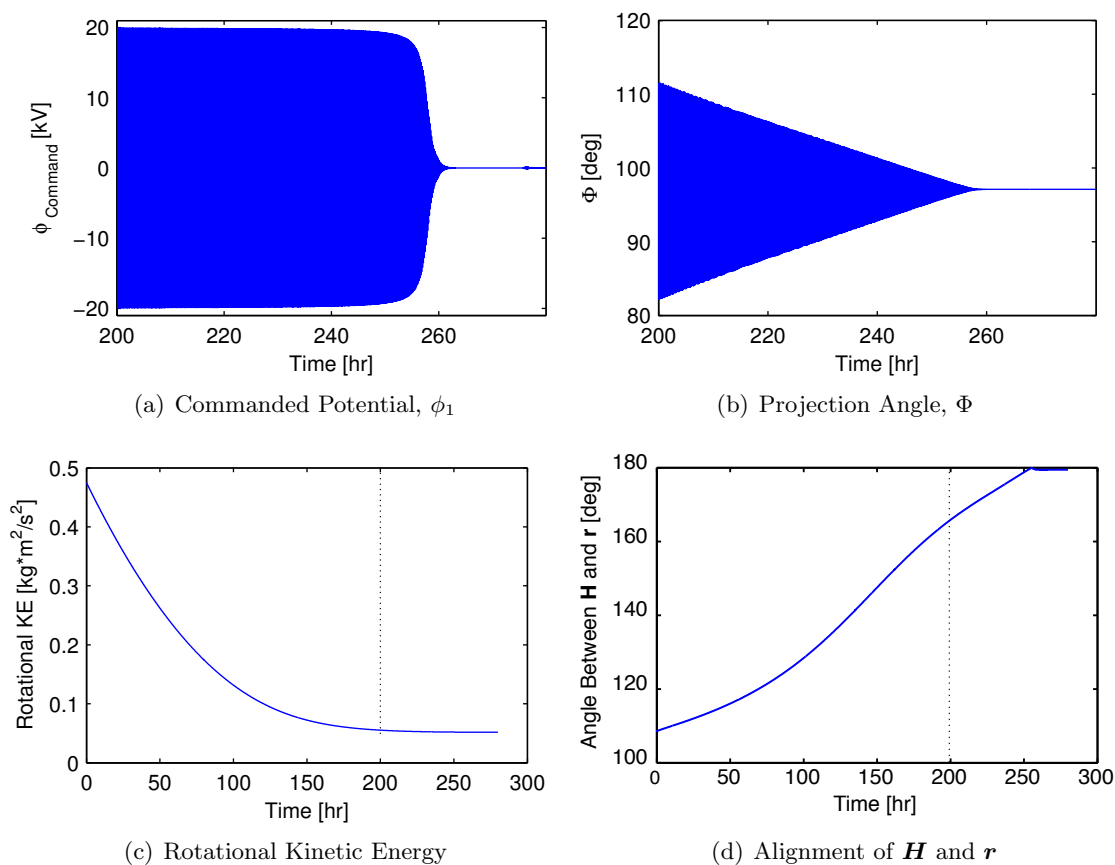 20
10
0
−10
−20
ϕ Command [kV]
200 220 240 260
Time [hr]
(a) Commanded Potential, ϕ₁
120
110
100
90
80
Φ [deg]
200 220 240 260
Time [hr]
(b) Projection Angle, Φ
0.5
0.4
0.3
0.2
0.1
0
Rotational KE [kg*m²/s²]
0 50 100 150 200 250 300
Time [hr]
(c) Rotational Kinetic Energy
180
160
140
120
100
Angle Between H and r [deg]
0 50 100 150 200 250 300
Time [hr]
(d) Alignment of H and r